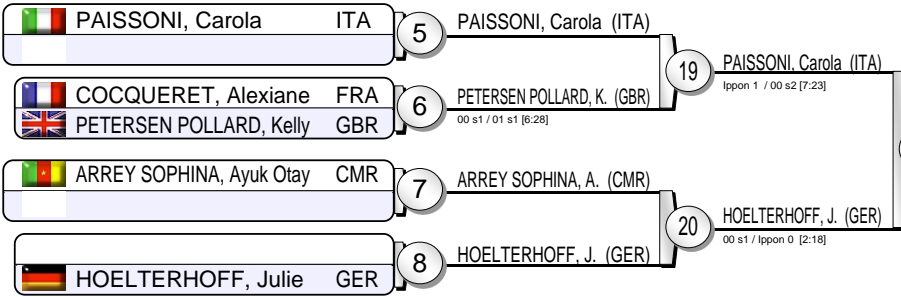 PAISSONI, Carola ITA
5
PAISSONI, Carola (ITA)
19
PAISSONI, Carola (ITA)
Ippon 1 / 00 s2 [7:23]
COCQUERET, Alexiane FRA
PETERSEN POLLARD, Kelly GBR
6
PETERSEN POLLARD, K. (GBR)
00 s1 / 01 s1 [6:28]
ARREY SOPHINA, Ayuk Otay CMR
7
ARREY SOPHINA, A. (CMR)
20
HOELTERHOFF, J. (GER)
00 s1 / Ippon 0 [2:18]
HOELTERHOFF, Julie GER
8
HOELTERHOFF, J. (GER)